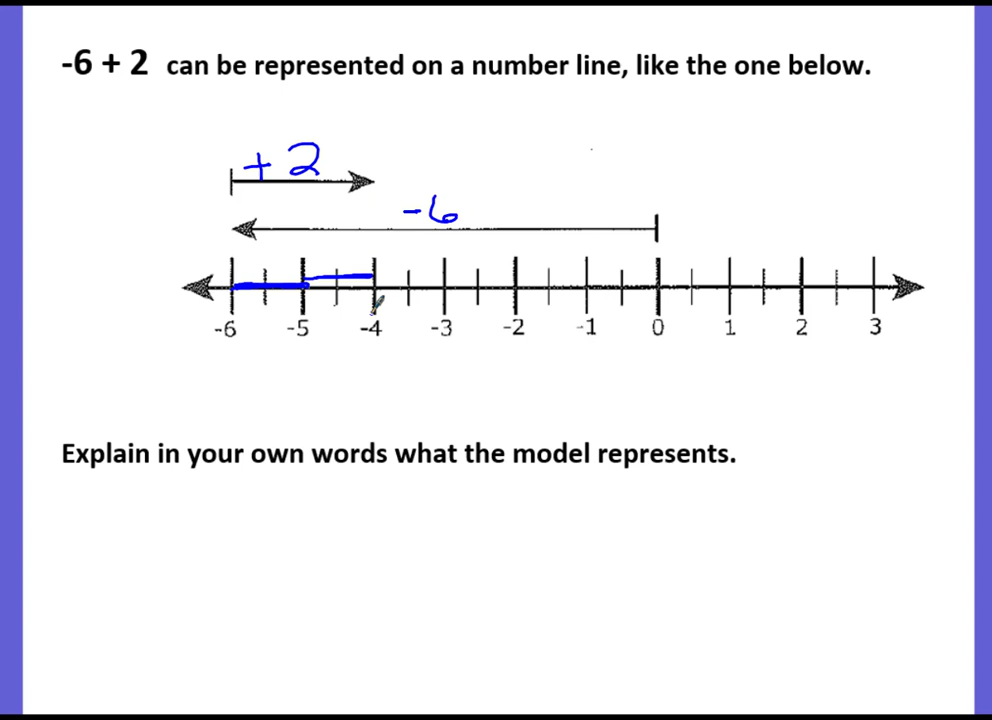 -6 + 2 can be represented on a number line, like the one below.
+2
-6
-6 -5 -4 -3 -2 -1 0 1 2 3
Explain in your own words what the model represents.